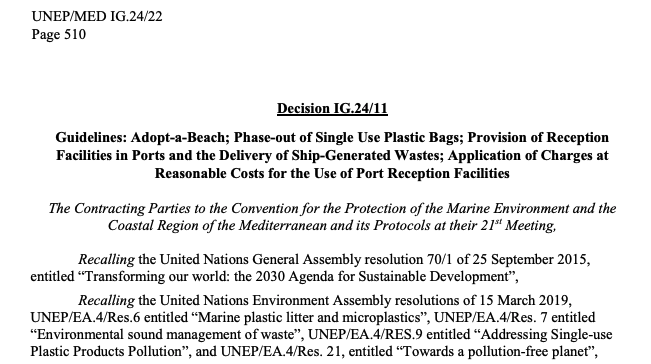 UNEP/MED IG.24/22
Page 510
Decision IG.24/11
Guidelines: Adopt-a-Beach; Phase-out of Single Use Plastic Bags; Provision of Reception
Facilities in Ports and the Delivery of Ship-Generated Wastes; Application of Charges at
Reasonable Costs for the Use of Port Reception Facilities
The Contracting Parties to the Convention for the Protection of the Marine Environment and the
Coastal Region of the Mediterranean and its Protocols at their 21st Meeting,
Recalling the United Nations General Assembly resolution 70/1 of 25 September 2015,
entitled “Transforming our world: the 2030 Agenda for Sustainable Development”,
Recalling the United Nations Environment Assembly resolutions of 15 March 2019,
UNEP/EA.4/Res.6 entitled “Marine plastic litter and microplastics”, UNEP/EA.4/Res. 7 entitled
“Environmental sound management of waste”, UNEP/EA.4/RES.9 entitled “Addressing Single-use
Plastic Products Pollution”, and UNEP/EA.4/Res. 21, entitled “Towards a pollution-free planet”,